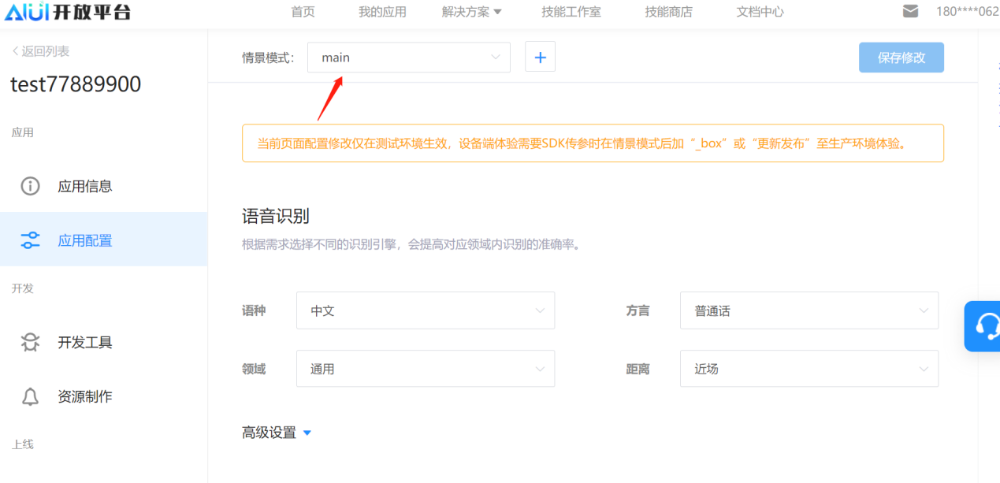 AIUI开放平台
首页 我的应用 解决方案 技能工作室 技能商店 文档中心 180****062
返回列表
test77889900
应用
应用信息
应用配置
开发
开发工具
资源制作
上线
情景模式： main + 保存修改
当前页面配置修改仅在测试环境生效，设备端体验需要SDK传参时在情景模式后加“_box”或“更新发布”至生产环境体验。
语音识别
根据需求选择不同的识别引擎，会提高对应领域内识别的准确率。
语种 中文 方言 普通话
领域 通用 距离 近场
高级设置